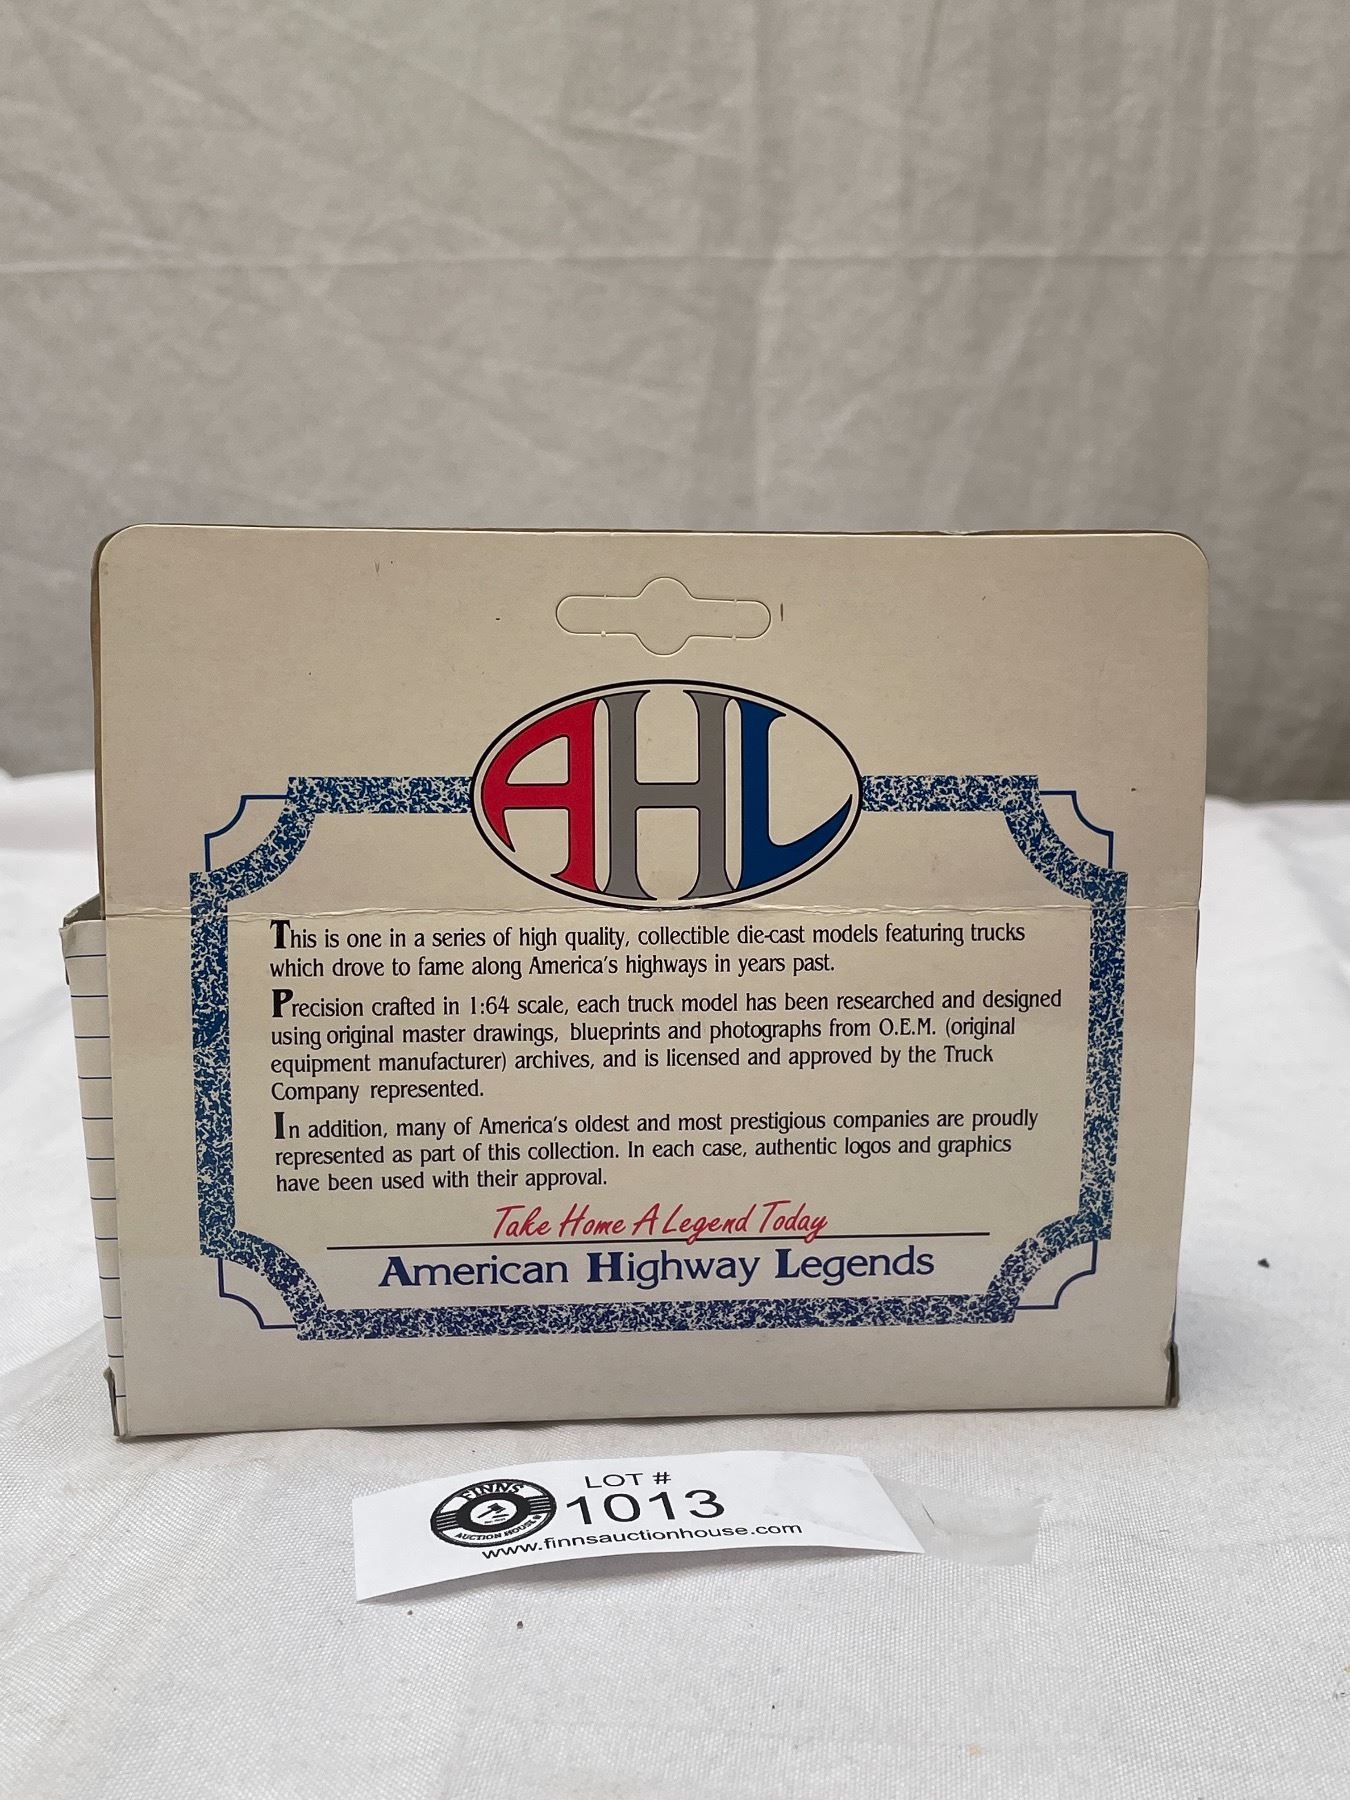 AHL
This is one in a series of high quality, collectible die-cast models featuring trucks
which drove to fame along America's highways in years past.
Precision crafted in 1:64 scale, each truck model has been researched and designed
using original master drawings, blueprints and photographs from O.E.M. (original
equipment manufacturer) archives, and is licensed and approved by the Truck
Company represented.
In addition, many of America's oldest and most prestigious companies are proudly
represented as part of this collection. In each case, authentic logos and graphics
have been used with their approval.
Take Home A Legend Today
American Highway Legends
FINNS
AUCTION HOUSE
LOT #
1013
www.finnsauctionhouse.com